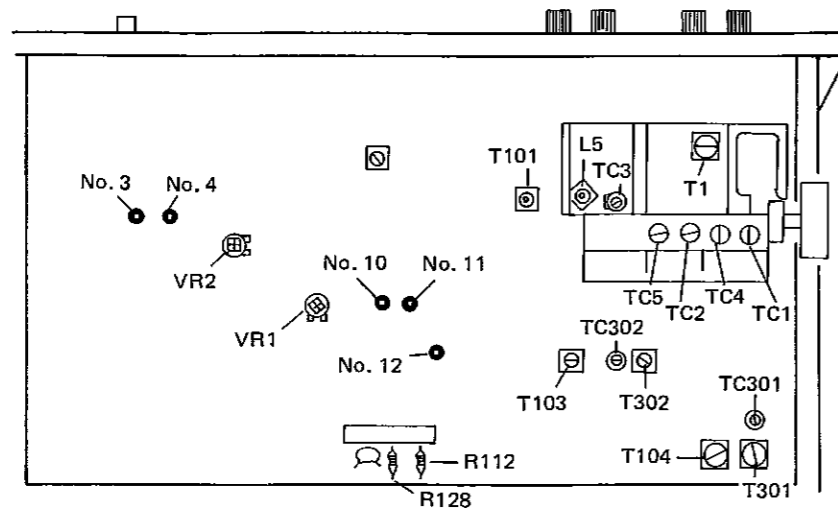 L5
T101
TC3
T1
No. 3
No. 4
VR2
No. 10
No. 11
TC5
TC2
TC4
TC1
VR1
TC302
No. 12
T103
T302
TC301
R112
T104
R128
T301